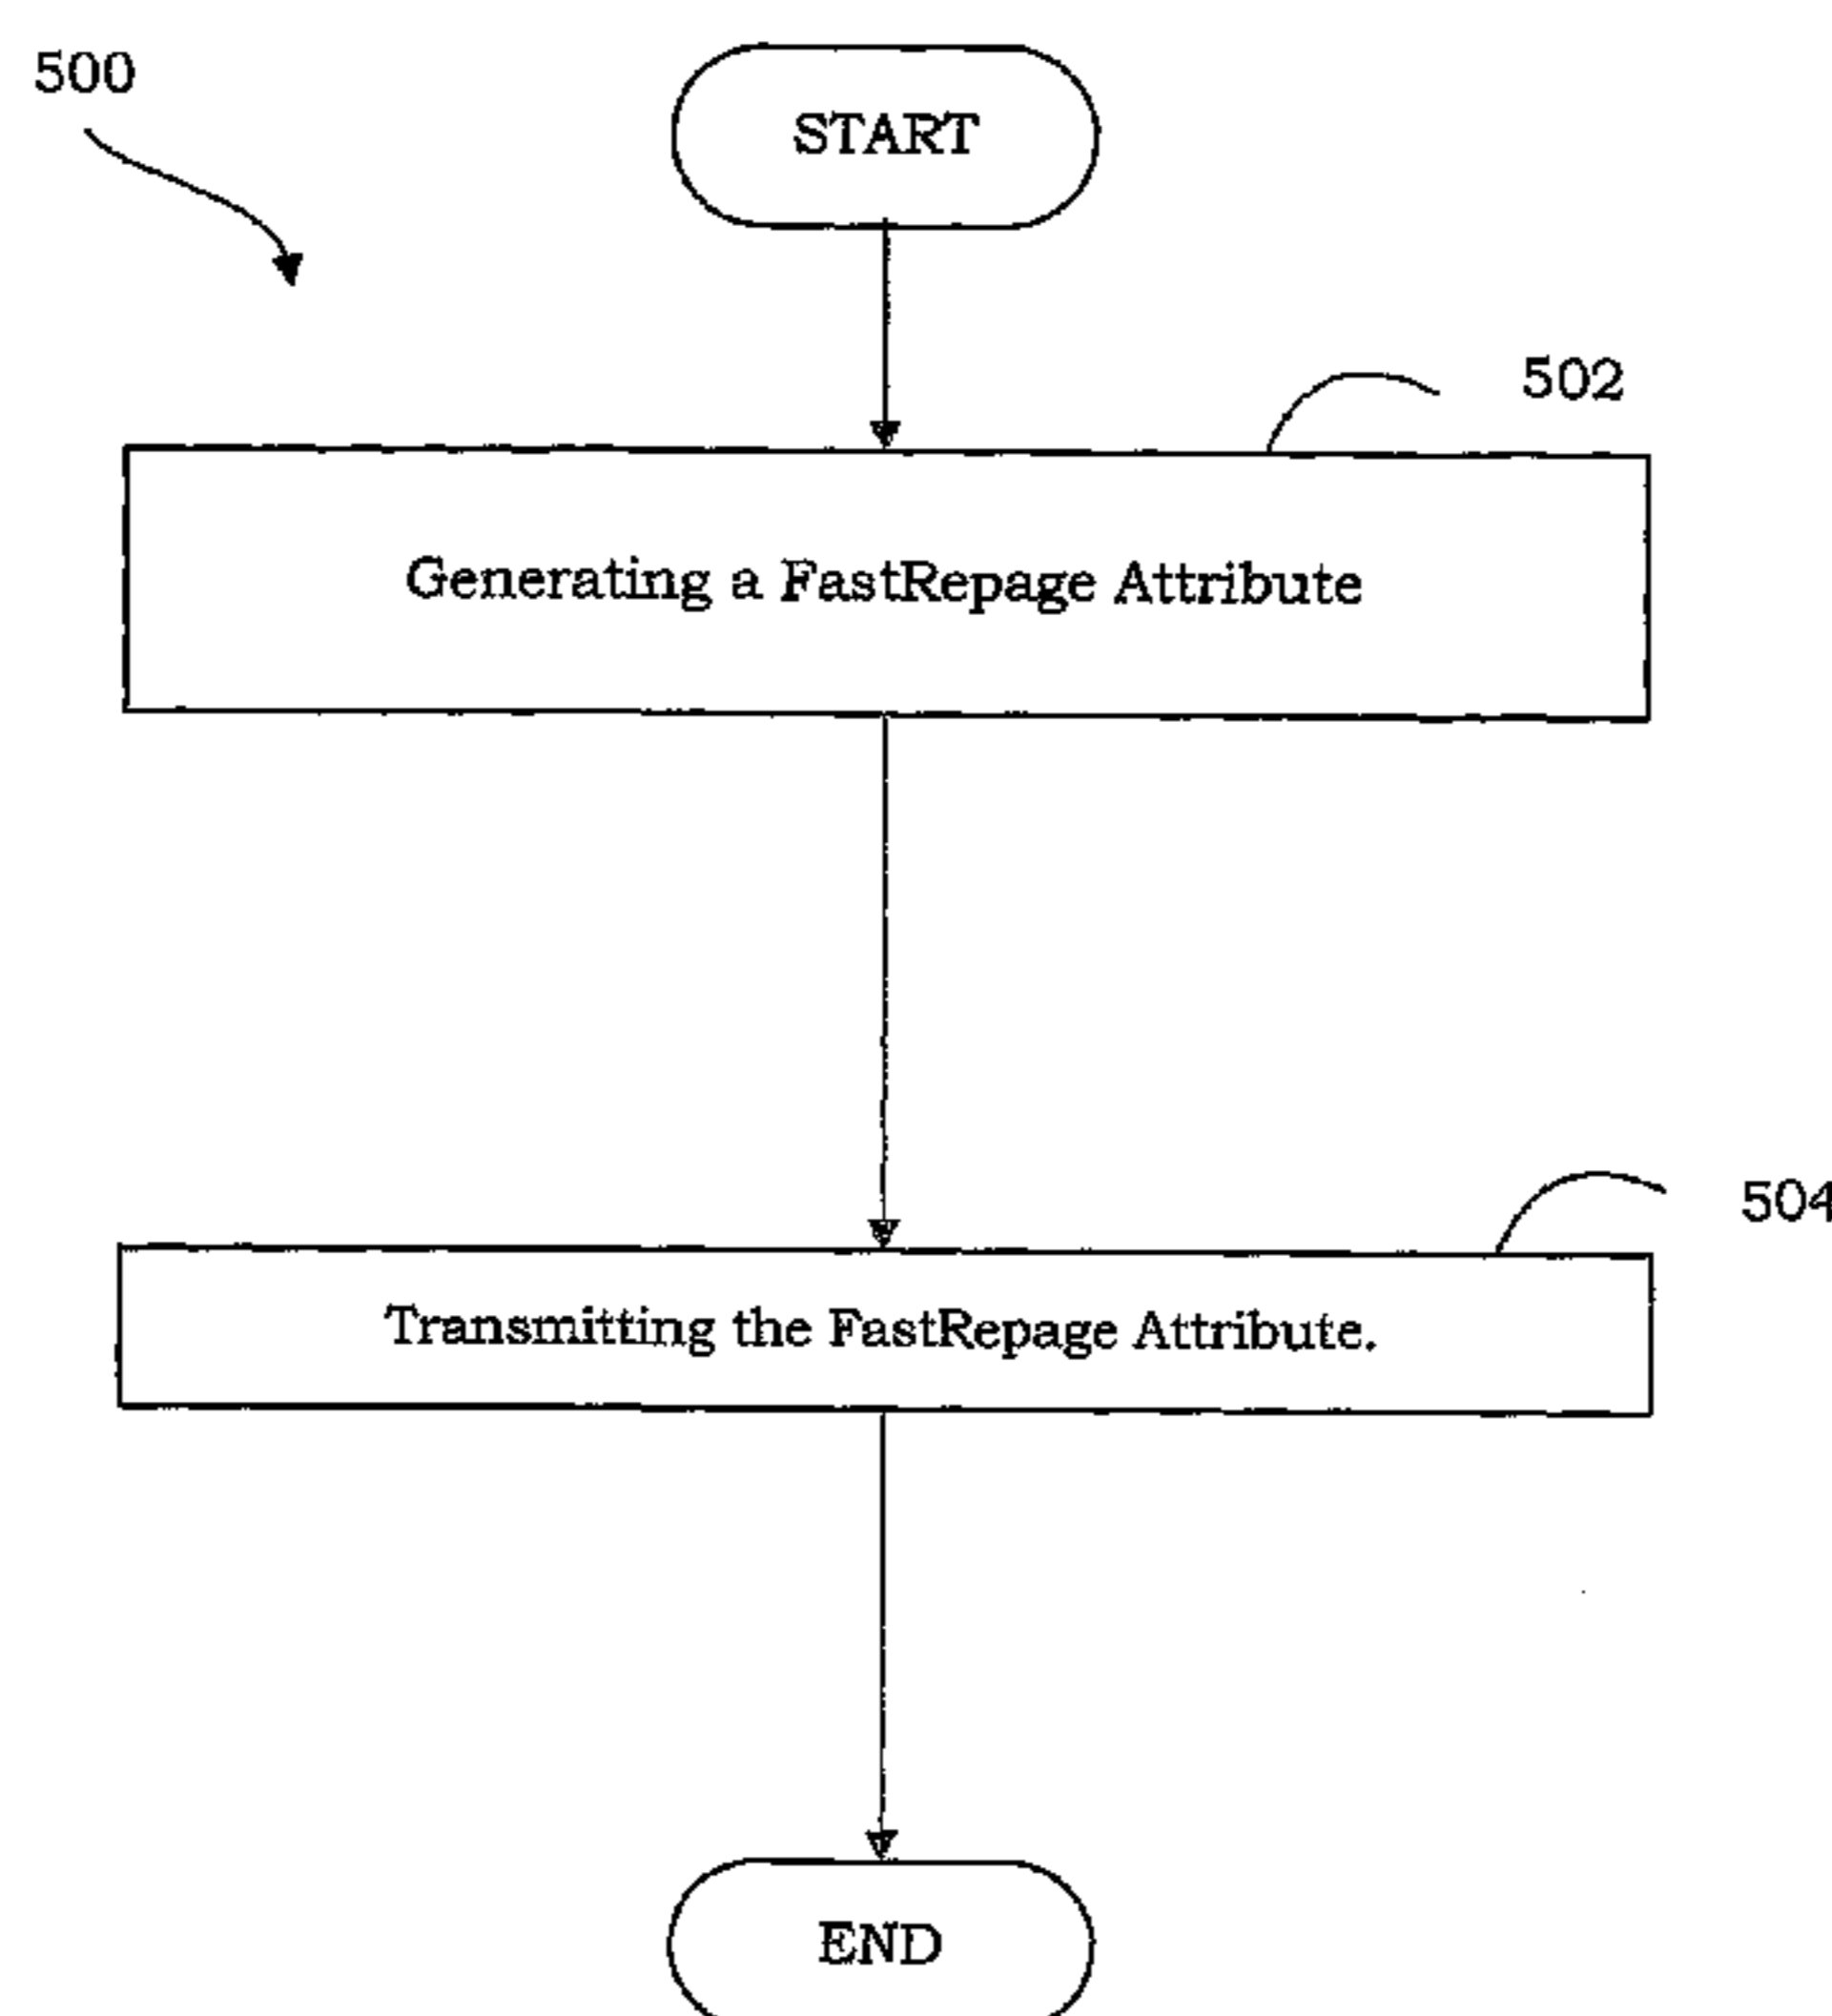 500
START
502
Generating a FastRepage Attribute
504
Transmitting the FastRepage Attribute.
END